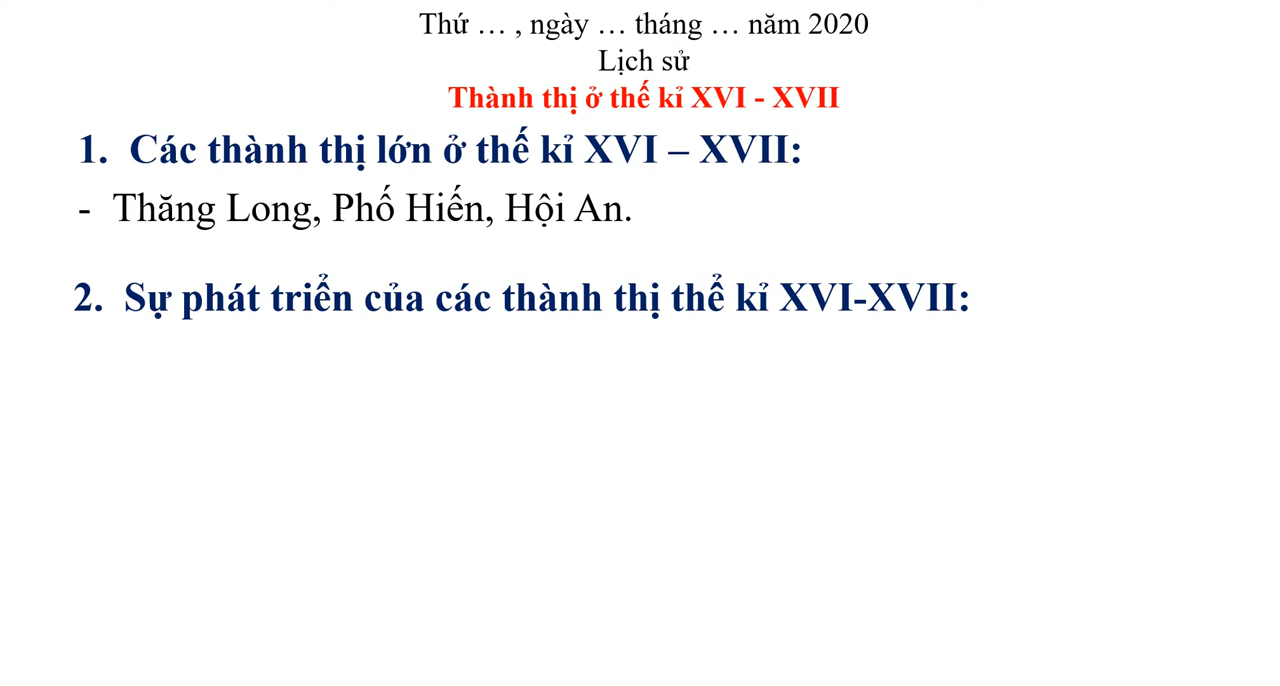 Thứ … , ngày … tháng … năm 2020
Lịch sử
Thành thị ở thế kỉ XVI - XVII
1. Các thành thị lớn ở thế kỉ XVI – XVII:
- Thăng Long, Phố Hiến, Hội An.
2. Sự phát triển của các thành thị thể kỉ XVI-XVII: